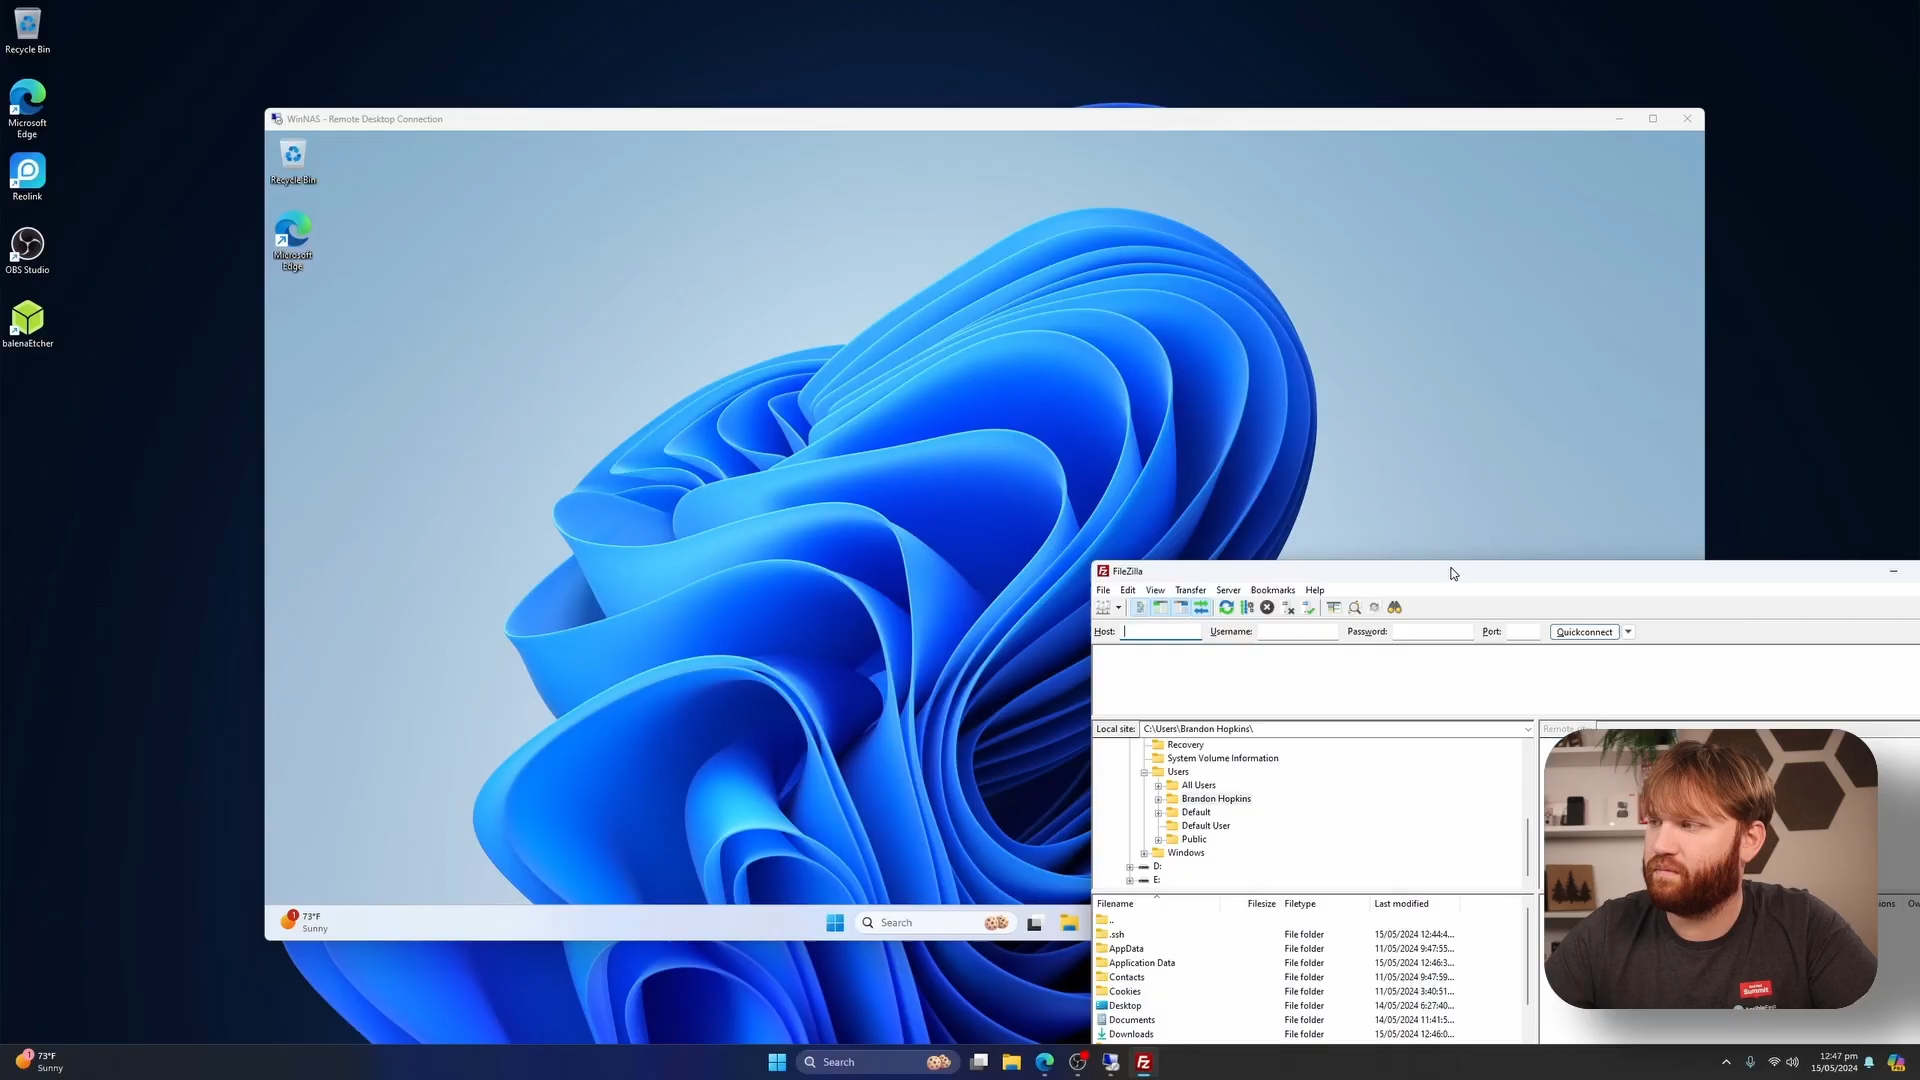 Recycle Bin
Microsoft
Edge
Reolink
OBS Studio
balenaEtcher
WinNAS - Remote Desktop Connection
Recycle Bin
Microsoft
Edge
73°F
Sunny
Search
FileZilla
File Edit View Transfer Server Bookmarks Help
Host: Username: Password: Port: Quickconnect
Local site: C:\Users\Brandon Hopkins\
Remote site:
Recovery
System Volume Information
Users
All Users
Brandon Hopkins
Default
Default User
Public
Windows
D:
E:
Filename Filesize Filetype Last modified
..
.ssh File folder 15/05/2024 12:44:4...
AppData File folder 11/05/2024 9:47:55...
Application Data File folder 15/05/2024 12:46:3...
Contacts File folder 11/05/2024 9:47:59...
Cookies File folder 11/05/2024 3:40:51...
Desktop File folder 14/05/2024 6:27:40...
Documents File folder 14/05/2024 11:41:5...
Downloads File folder 15/05/2024 12:46:0...
Summit
73°F
Sunny
Search
12:47 pm
15/05/2024